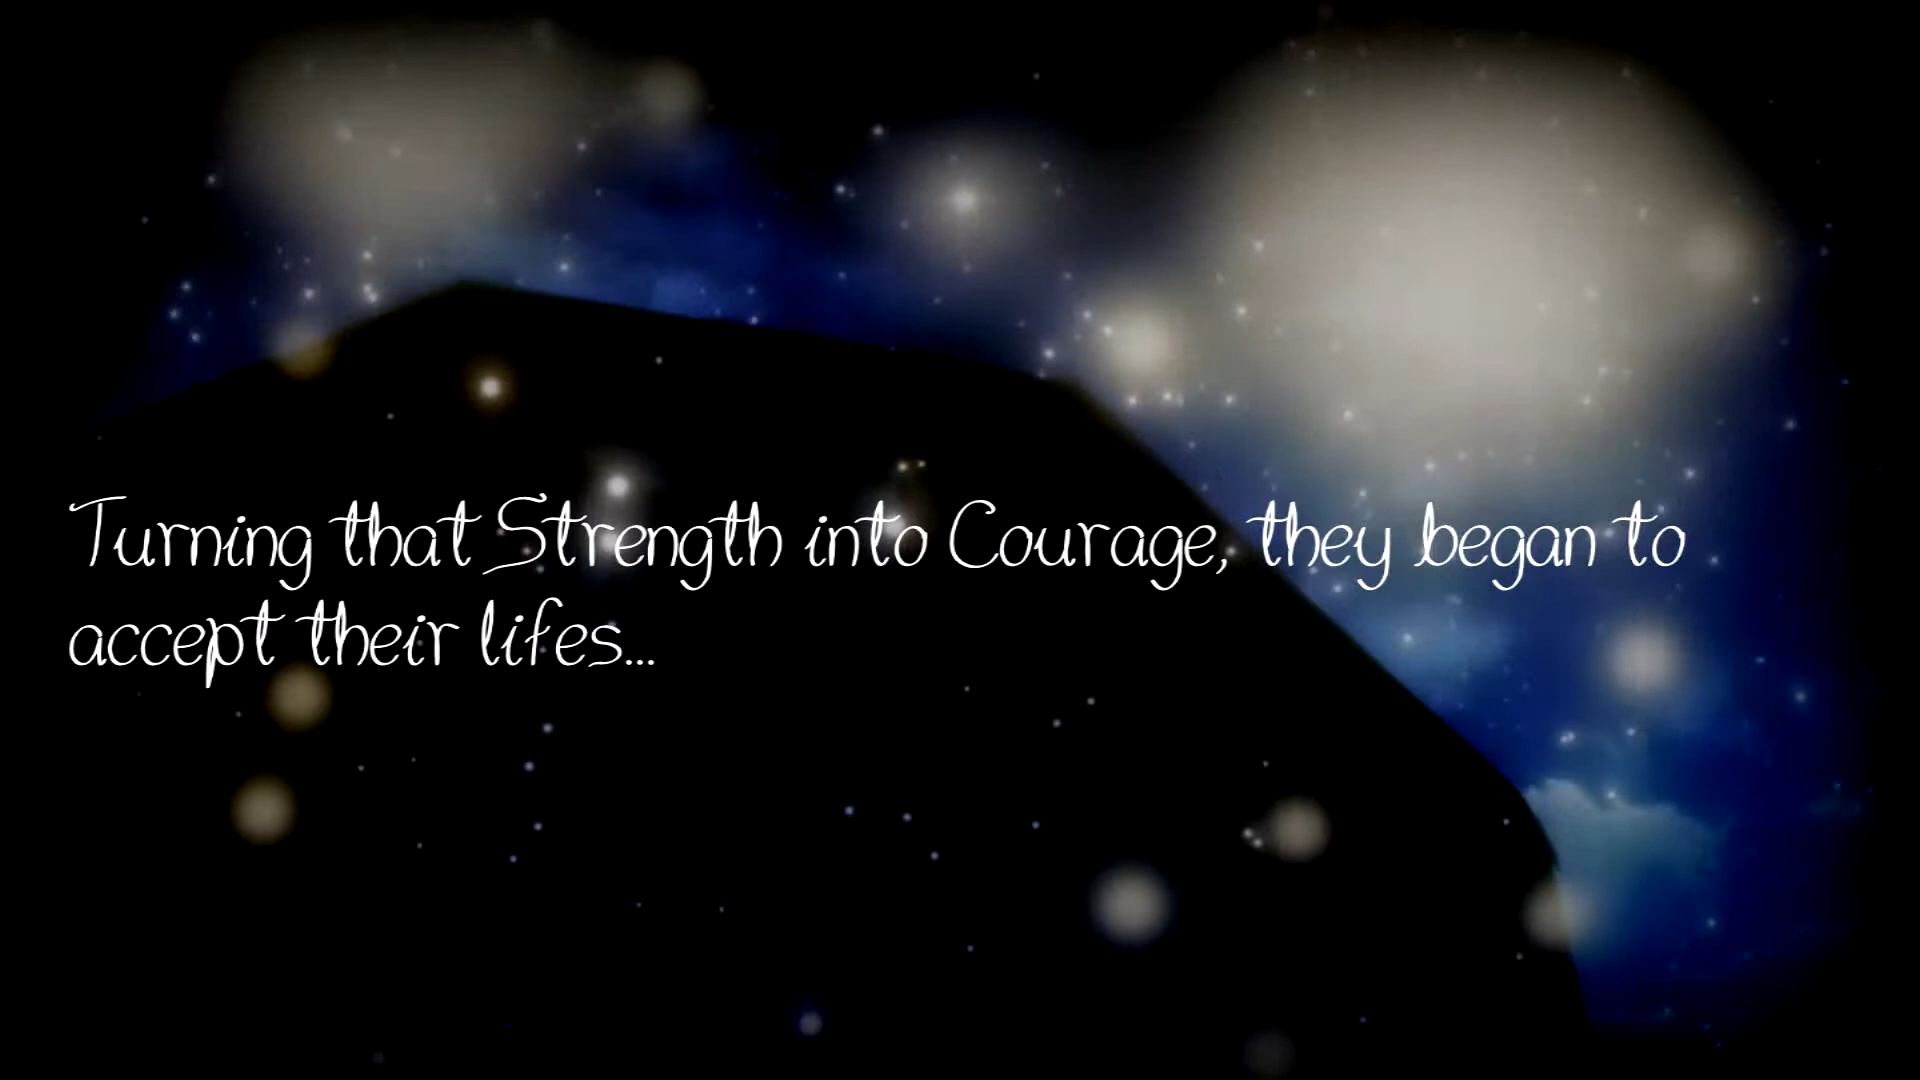 Turning that Strength into Courage, they began to
accept their lifes...